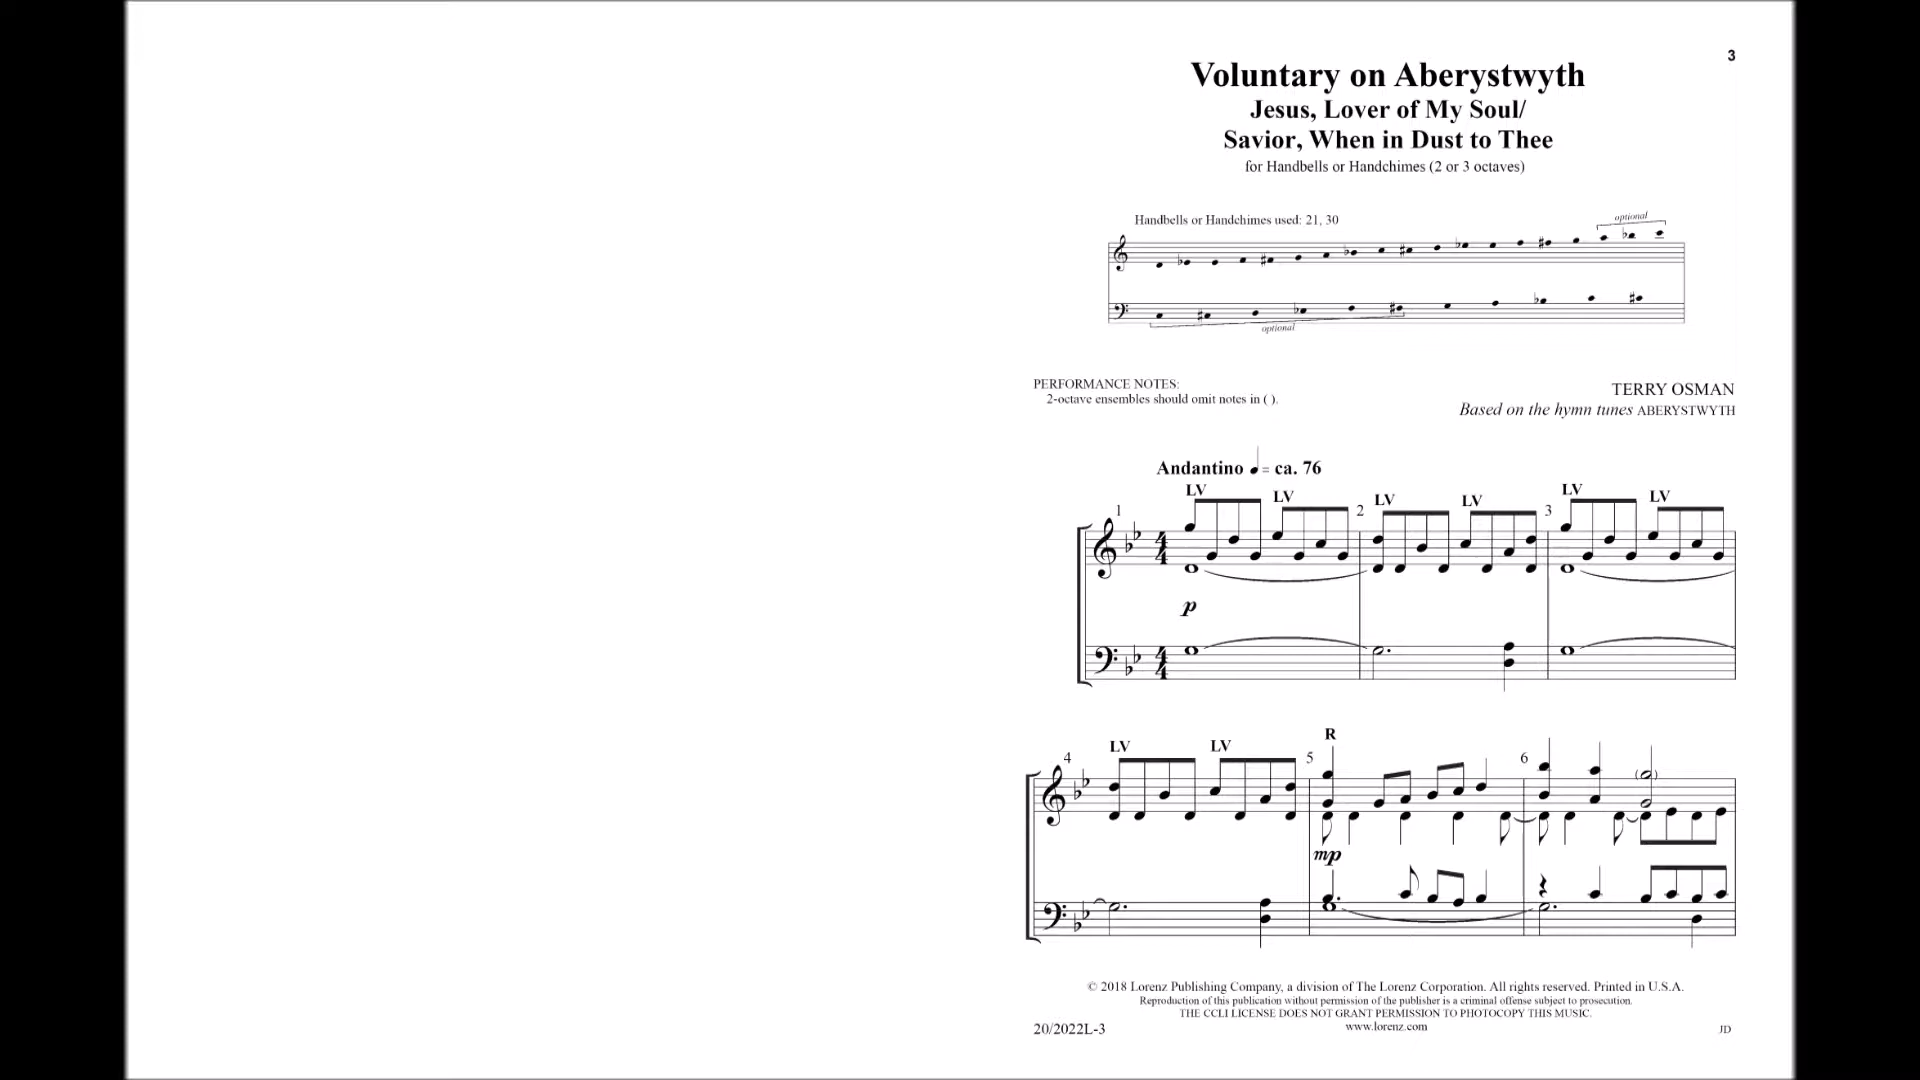 3
Voluntary on Aberystwyth
Jesus, Lover of My Soul/
Savior, When in Dust to Thee
for Handbells or Handchimes (2 or 3 octaves)
Handbells or Handchimes used: 21, 30
optional
optional
PERFORMANCE NOTES:
2-octave ensembles should omit notes in ( ).
TERRY OSMAN
Based on the hymn tunes ABERYSTWYTH
Andantino ♩ = ca. 76
LV LV LV LV LV LV
1 2 3
p
LV LV R
4 5 6
mp
© 2018 Lorenz Publishing Company, a division of The Lorenz Corporation. All rights reserved. Printed in U.S.A.
Reproduction of this publication without permission of the publisher is a criminal offense subject to prosecution.
THE CCLI LICENSE DOES NOT GRANT PERMISSION TO PHOTOCOPY THIS MUSIC.
www.lorenz.com
20/2022L-3
JD